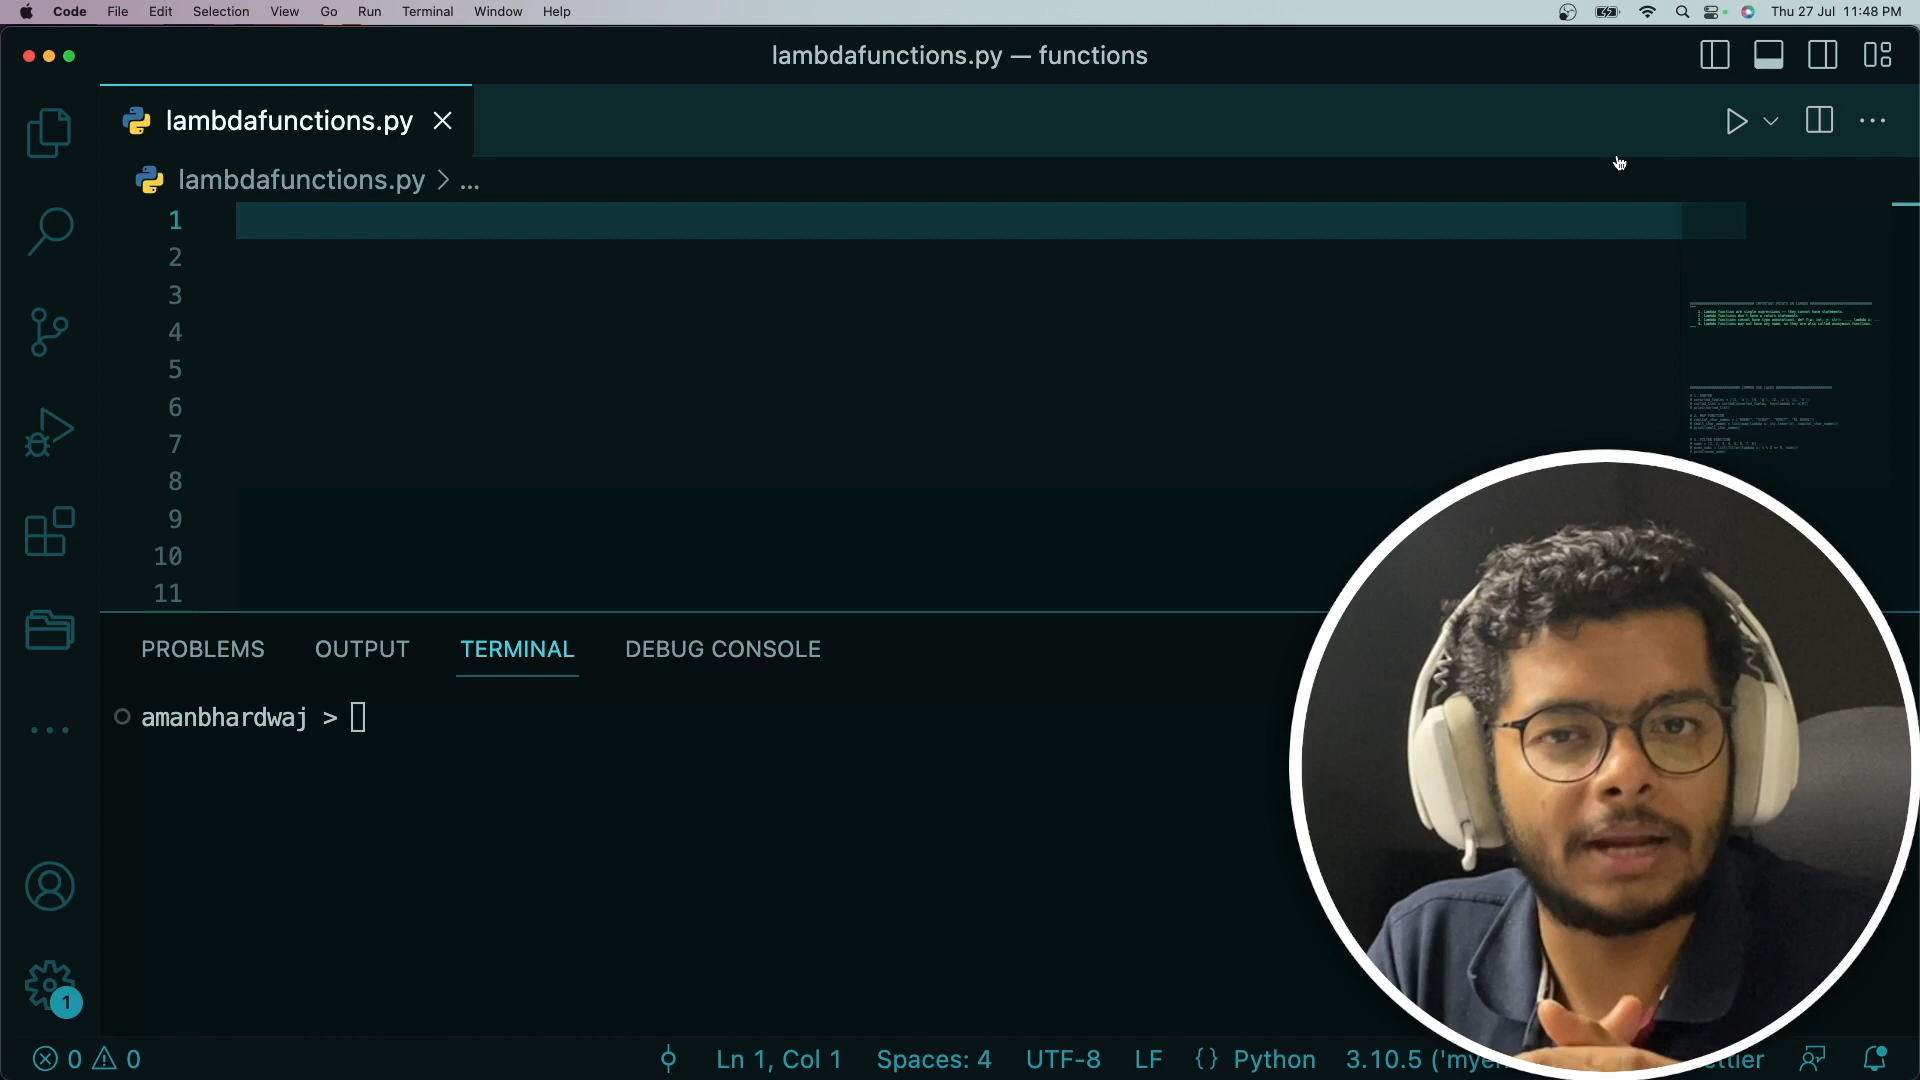 Code File Edit Selection View Go Run Terminal Window Help Thu 27 Jul 11:48 PM
lambdafunctions.py — functions
lambdafunctions.py
lambdafunctions.py > ...
1
2
3
4
5
6
7
8
9
10
11
PROBLEMS OUTPUT TERMINAL DEBUG CONSOLE
amanbhardwaj >
1
0 0 Ln 1, Col 1 Spaces: 4 UTF-8 LF {} Python 3.10.5 ('mye